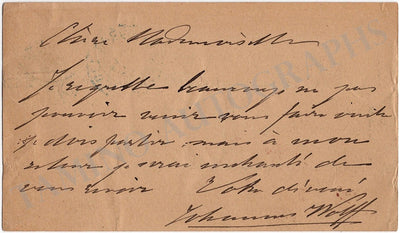 Chère Mademoiselle
Je regrette beaucoup ne pas
pouvoir venir vous faire visite
je dois partir mais à mon
retour je serai enchanté de
vous revoir Votre dévoué
Johannes Wolff